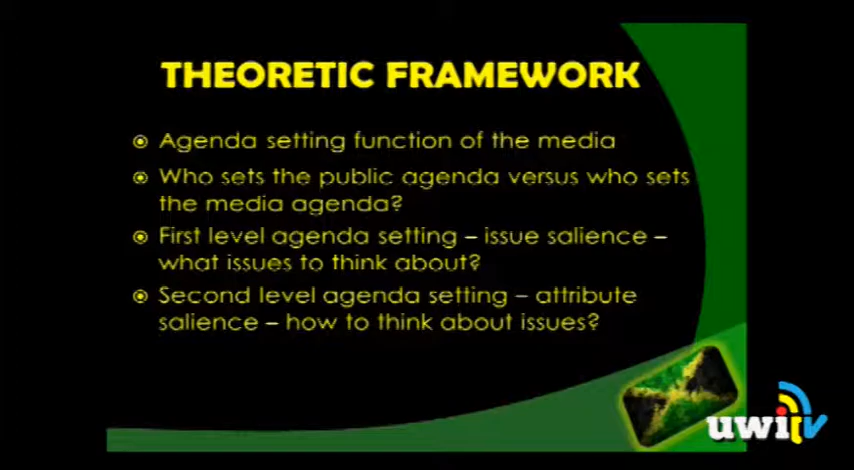 THEORETIC FRAMEWORK
Agenda setting function of the media
Who sets the public agenda versus who sets
the media agenda?
First level agenda setting – issue salience –
what issues to think about?
Second level agenda setting – attribute
salience – how to think about issues?
uwitv